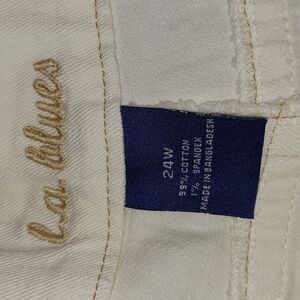 l.a. blues
24W
99% COTTON
1% SPANDEX
MADE IN BANGLADESH